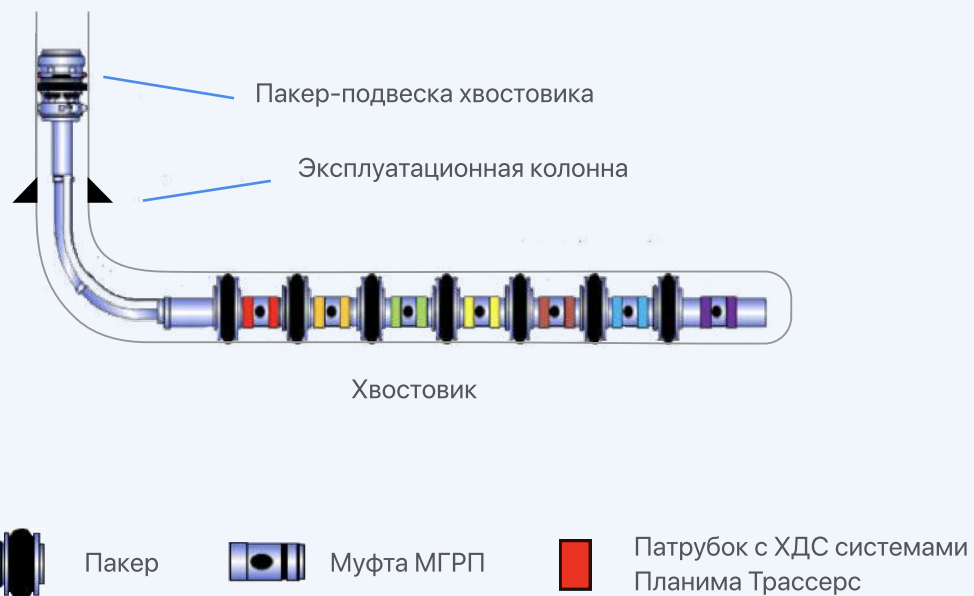 Пакер-подвеска хвостовика
Эксплуатационная колонна
Хвостовик
Пакер
Муфта МГРП
Патрубок с ХДС системами
Планима Трассерс